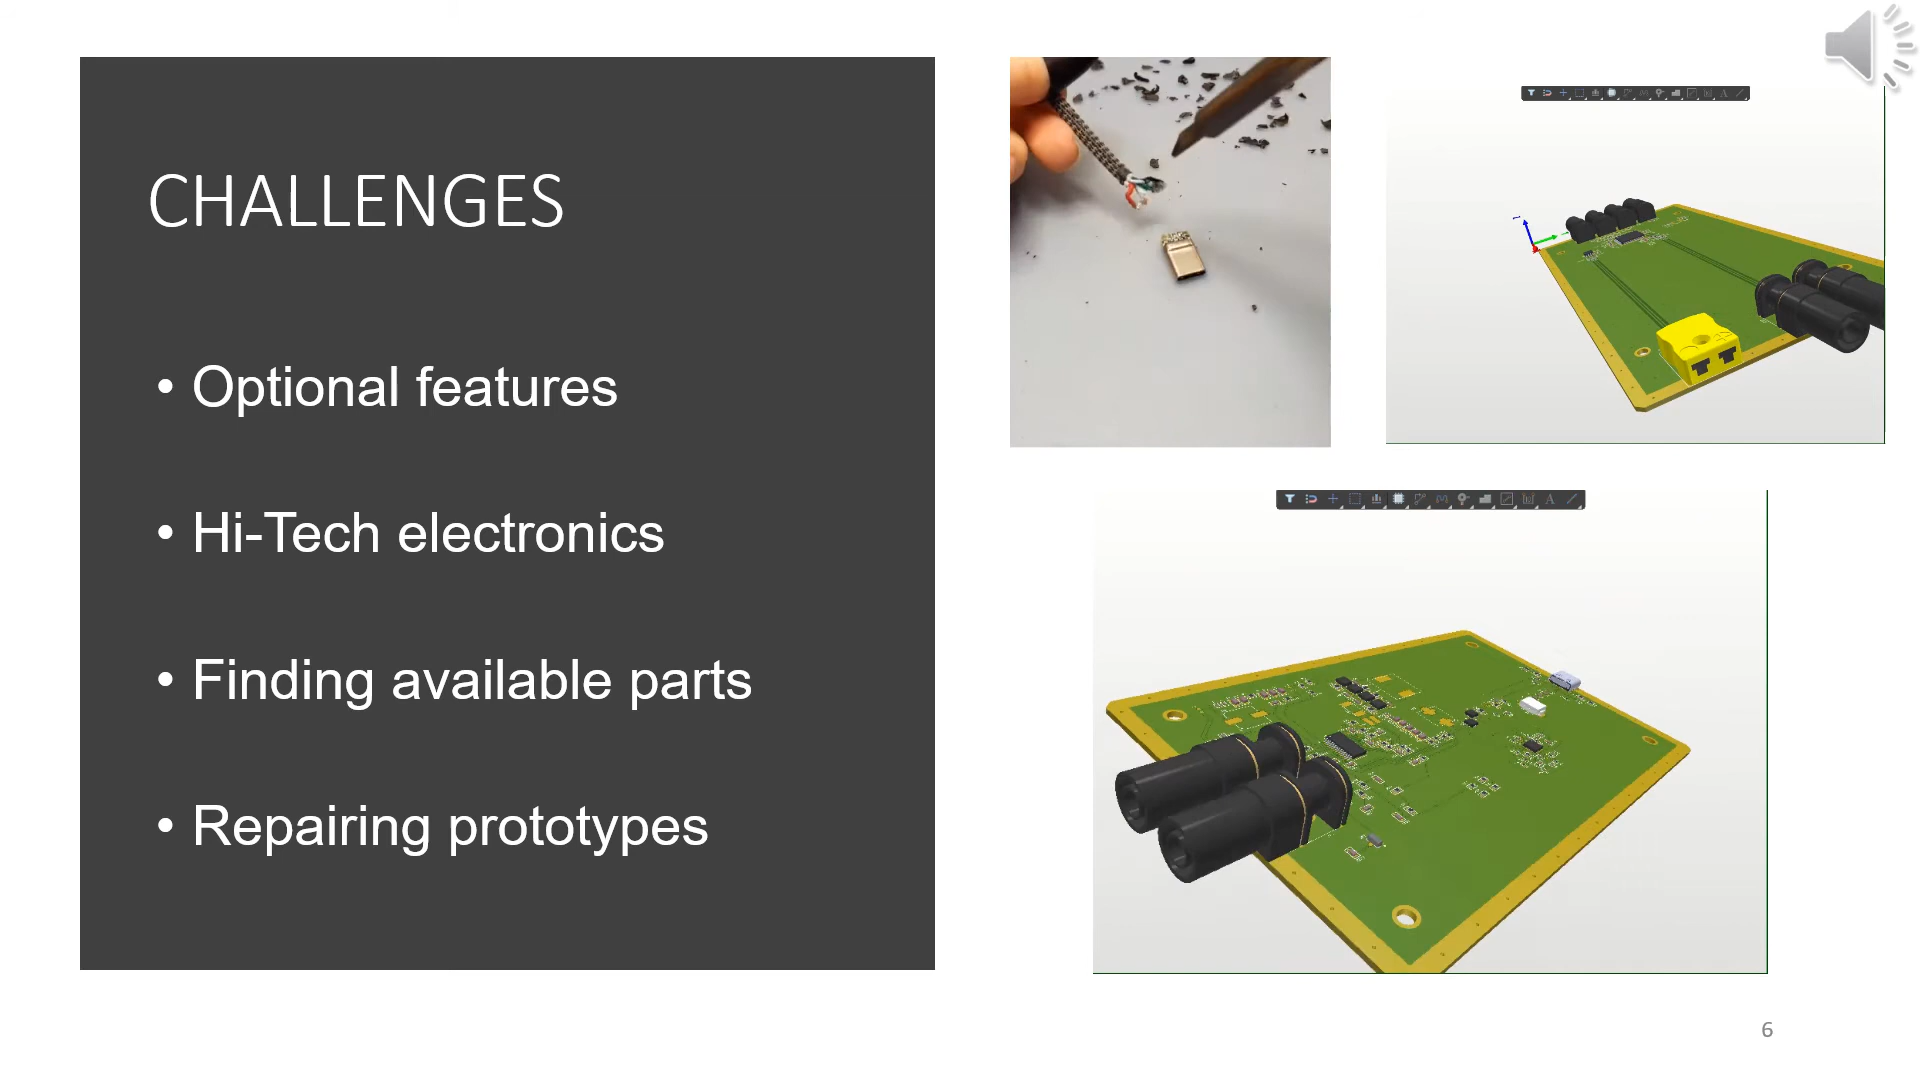 CHALLENGES
• Optional features
• Hi-Tech electronics
• Finding available parts
• Repairing prototypes
6